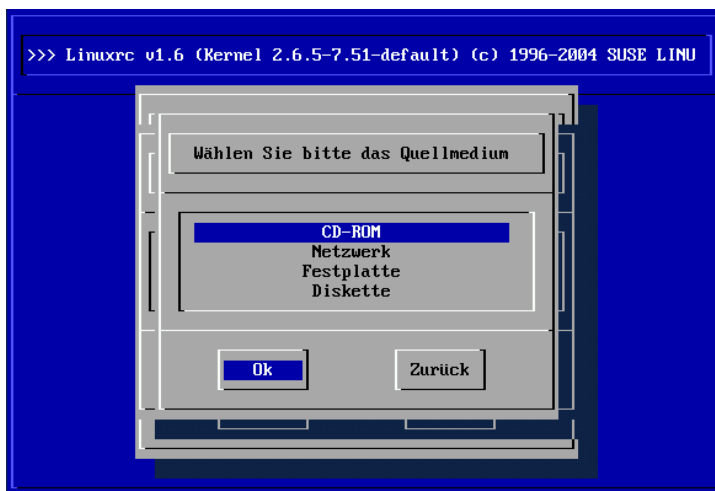 >>> Linuxrc v1.6 (Kernel 2.6.5-7.51-default) (c) 1996-2004 SUSE LINU
Wählen Sie bitte das Quellmedium
CD-ROM
Netzwerk
Festplatte
Diskette
Ok Zurück